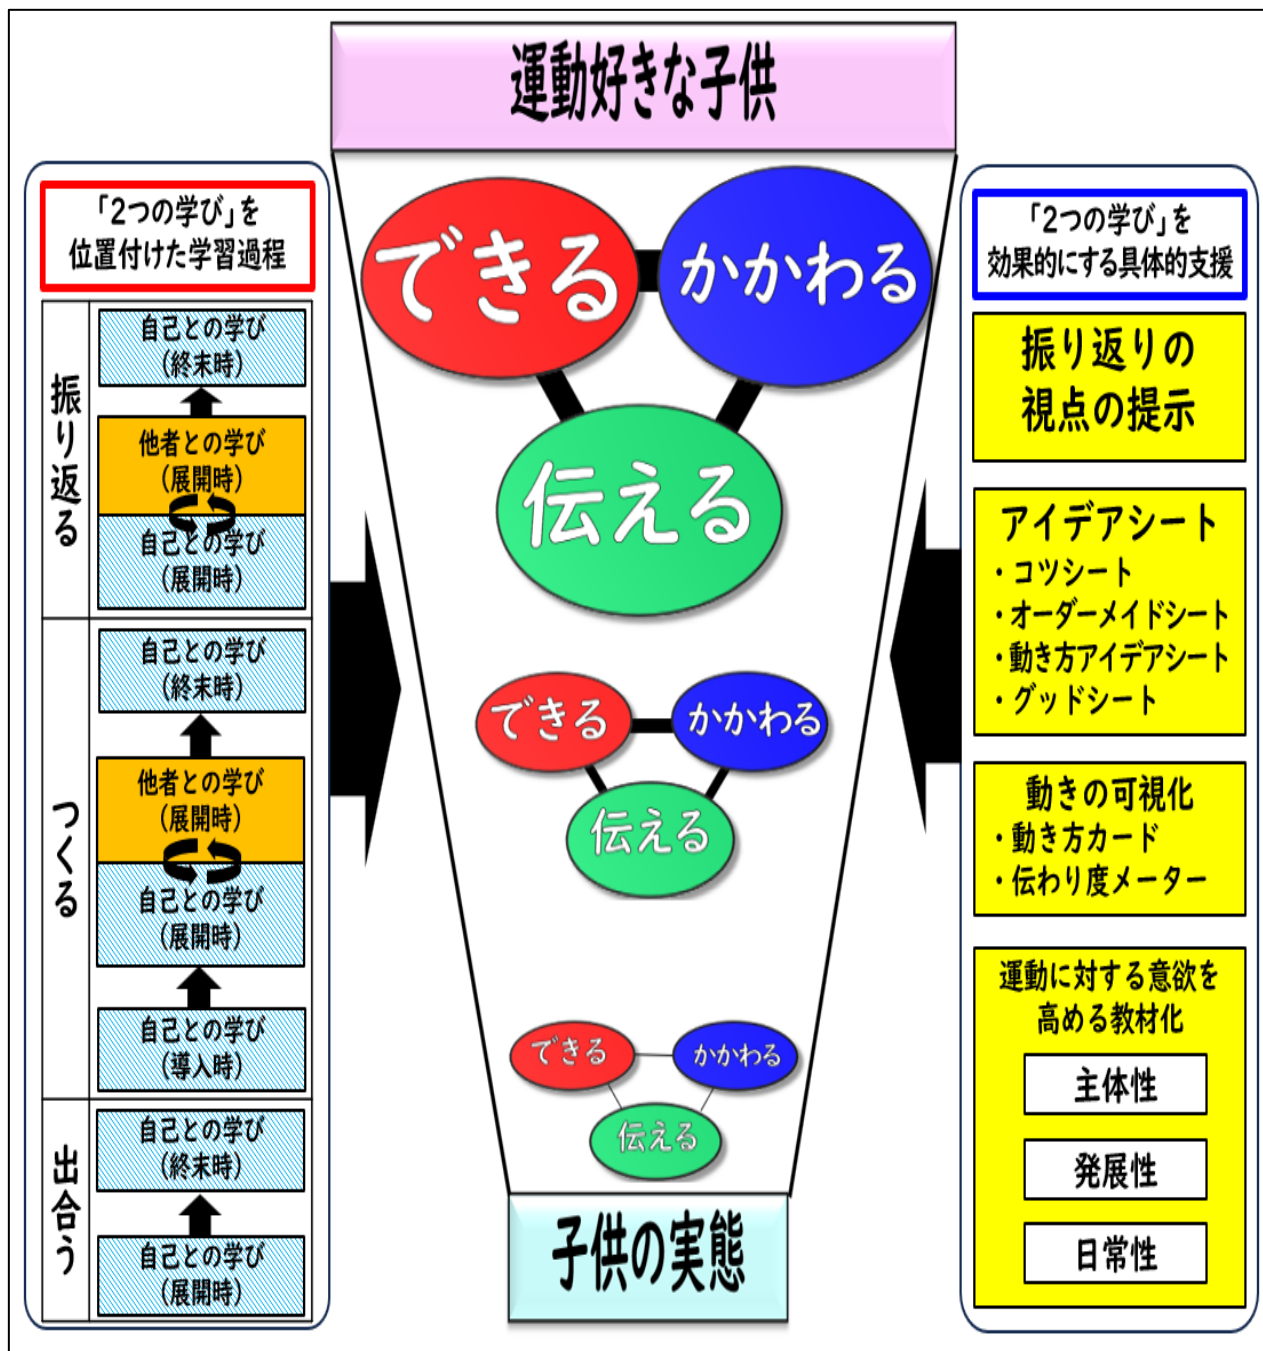 運動好きな子供
「2つの学び」を
位置付けた学習過程
振り返る
自己との学び
(終末時)
他者との学び
(展開時)
自己との学び
(展開時)
つくる
自己との学び
(終末時)
他者との学び
(展開時)
自己との学び
(展開時)
自己との学び
(導入時)
出合う
自己との学び
(終末時)
自己との学び
(展開時)
できる
かかわる
伝える
できる
かかわる
伝える
できる
かかわる
伝える
子供の実態
「2つの学び」を
効果的にする具体的支援
振り返りの
視点の提示
アイデアシート
・コツシート
・オーダーメイドシート
・動き方アイデアシート
・グッドシート
動きの可視化
・動き方カード
・伝わり度メーター
運動に対する意欲を
高める教材化
主体性
発展性
日常性